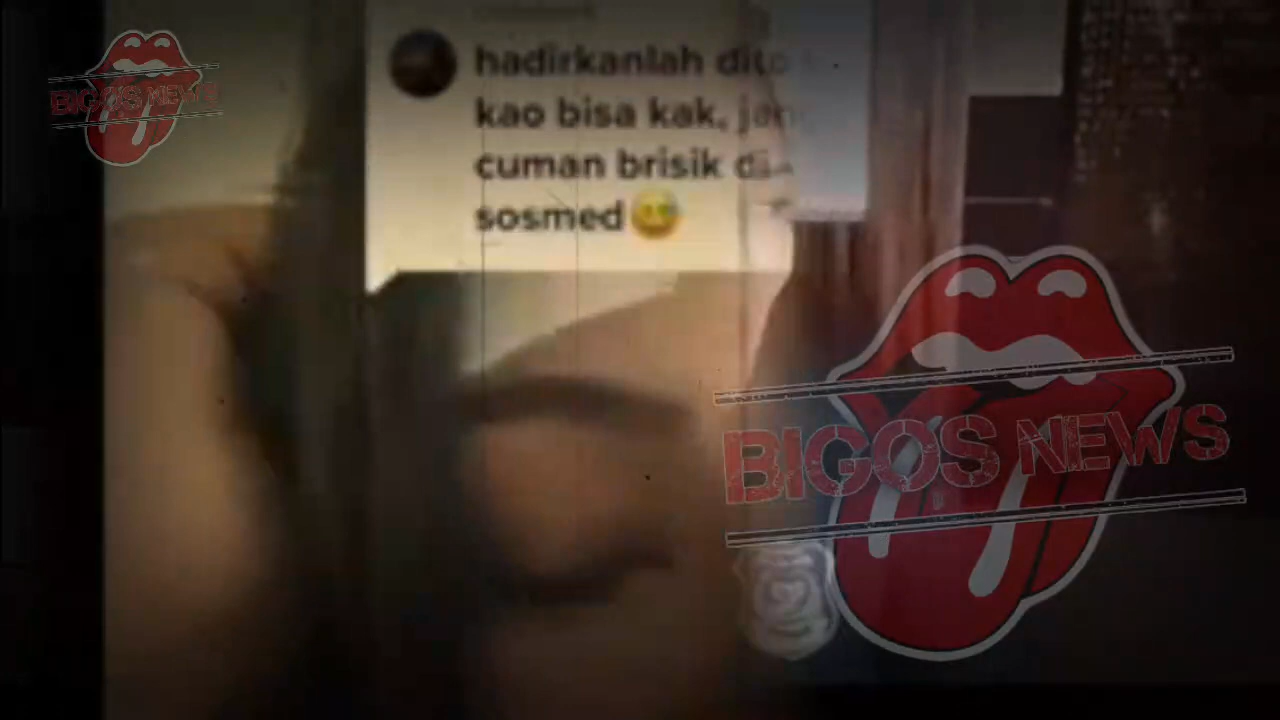 BIGOS NEWS
hadirkanlah
kao bisa kak,
cuman brisik
sosmed
BIGOS NEWS